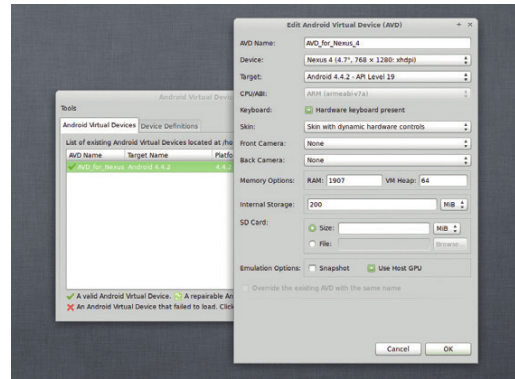 Android Virtual Devic
Tools
Android Virtual Devices Device Definitions
List of existing Android Virtual Devices located at /ho
AVD Name Target Name Platfo
AVD_for_Nexus Android 4.4.2 4.4.2
A valid Android Virtual Device. A repairable An
An Android Virtual Device that failed to load. Click
Edit Android Virtual Device (AVD)
AVD Name: AVD_for_Nexus_4
Device: Nexus 4 (4.7", 768 × 1280: xhdpi)
Target: Android 4.4.2 - API Level 19
CPU/ABI: ARM (armeabi-v7a)
Keyboard: Hardware keyboard present
Skin: Skin with dynamic hardware controls
Front Camera: None
Back Camera: None
Memory Options: RAM: 1907 VM Heap: 64
Internal Storage: 200 MiB
SD Card:
Size: MiB
File: Browse...
Emulation Options: Snapshot Use Host GPU
Override the existing AVD with the same name
Cancel OK